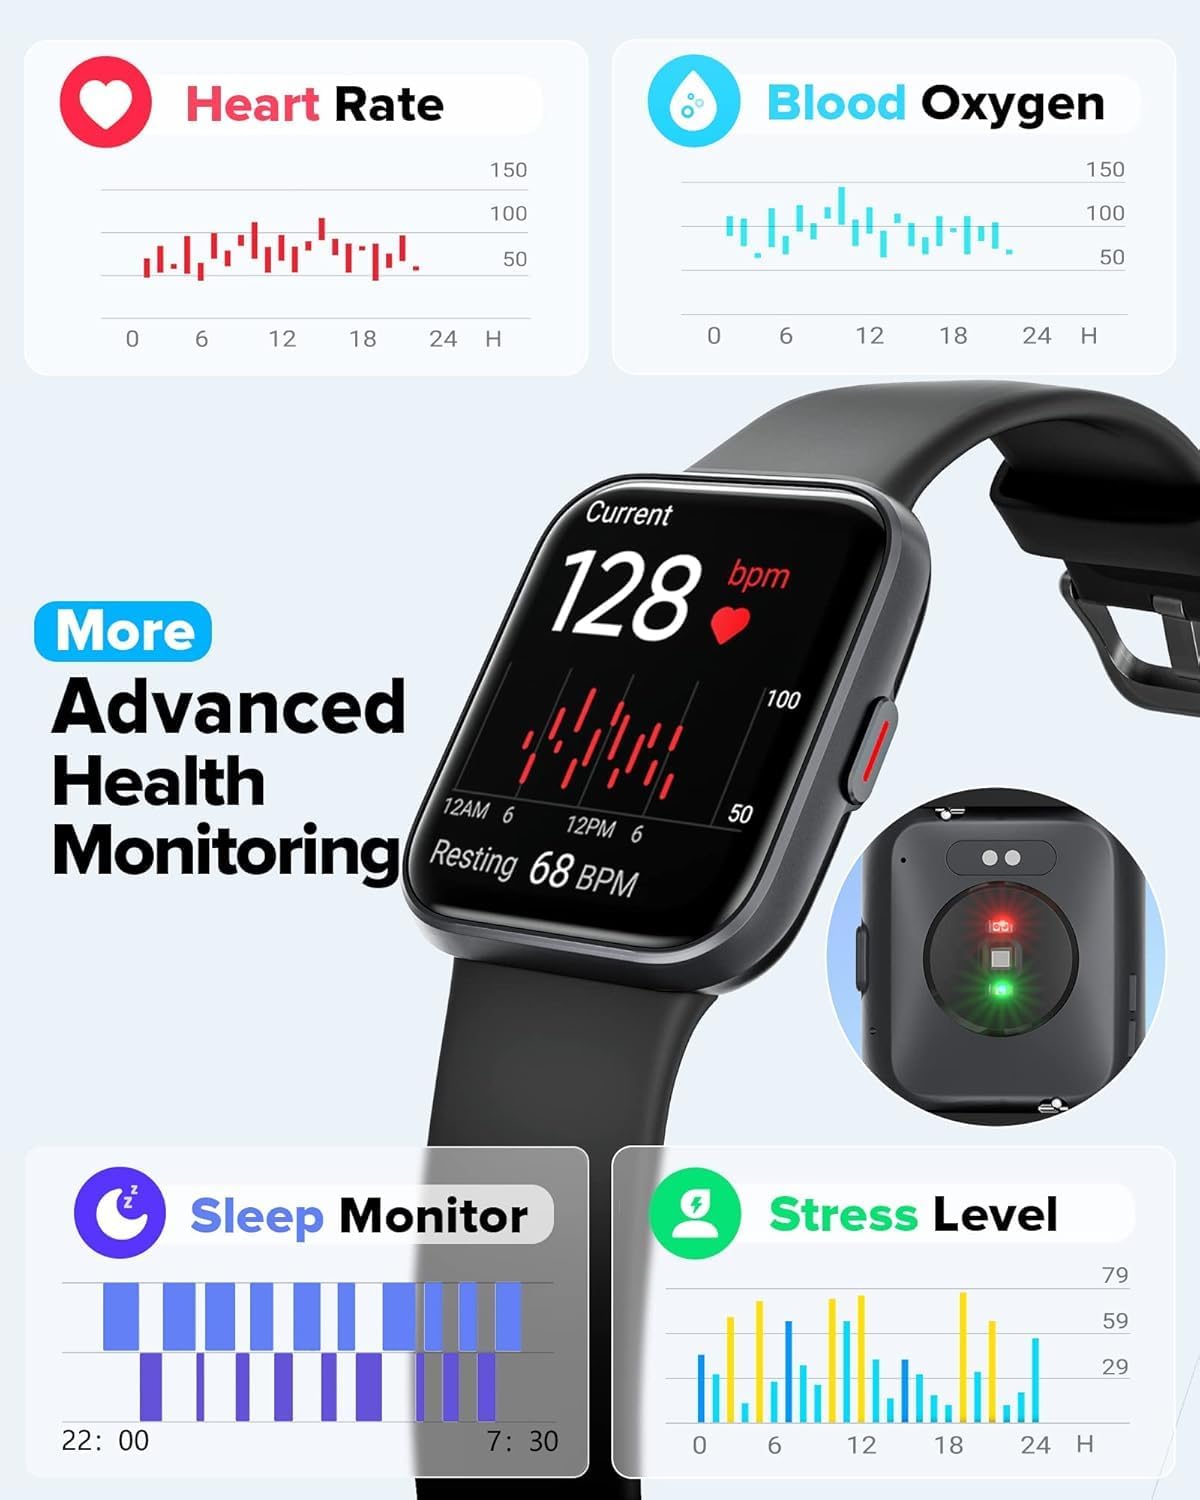 Heart Rate
150
100
50
0 6 12 18 24 H
Blood Oxygen
150
100
50
0 6 12 18 24 H
Current
128 bpm
100
50
12AM 6 12PM 6
Resting 68 BPM
More
Advanced
Health
Monitoring
z
z
Sleep Monitor
22: 00 7: 30
Stress Level
79
59
29
0 6 12 18 24 H